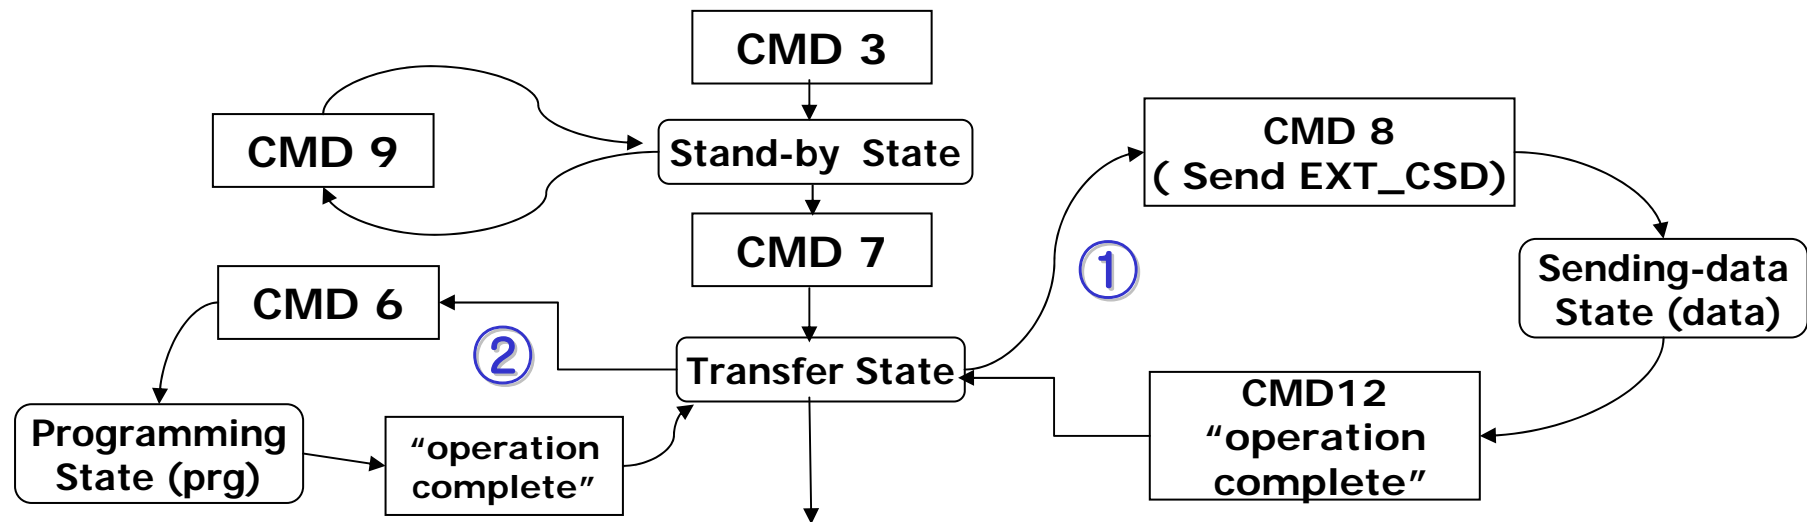 CMD 3
CMD 9
Stand-by State
CMD 8
( Send EXT_CSD)
CMD 7
①
Sending-data
State (data)
CMD 6
②
Transfer State
CMD12
“operation
complete”
Programming
State (prg)
“operation
complete”